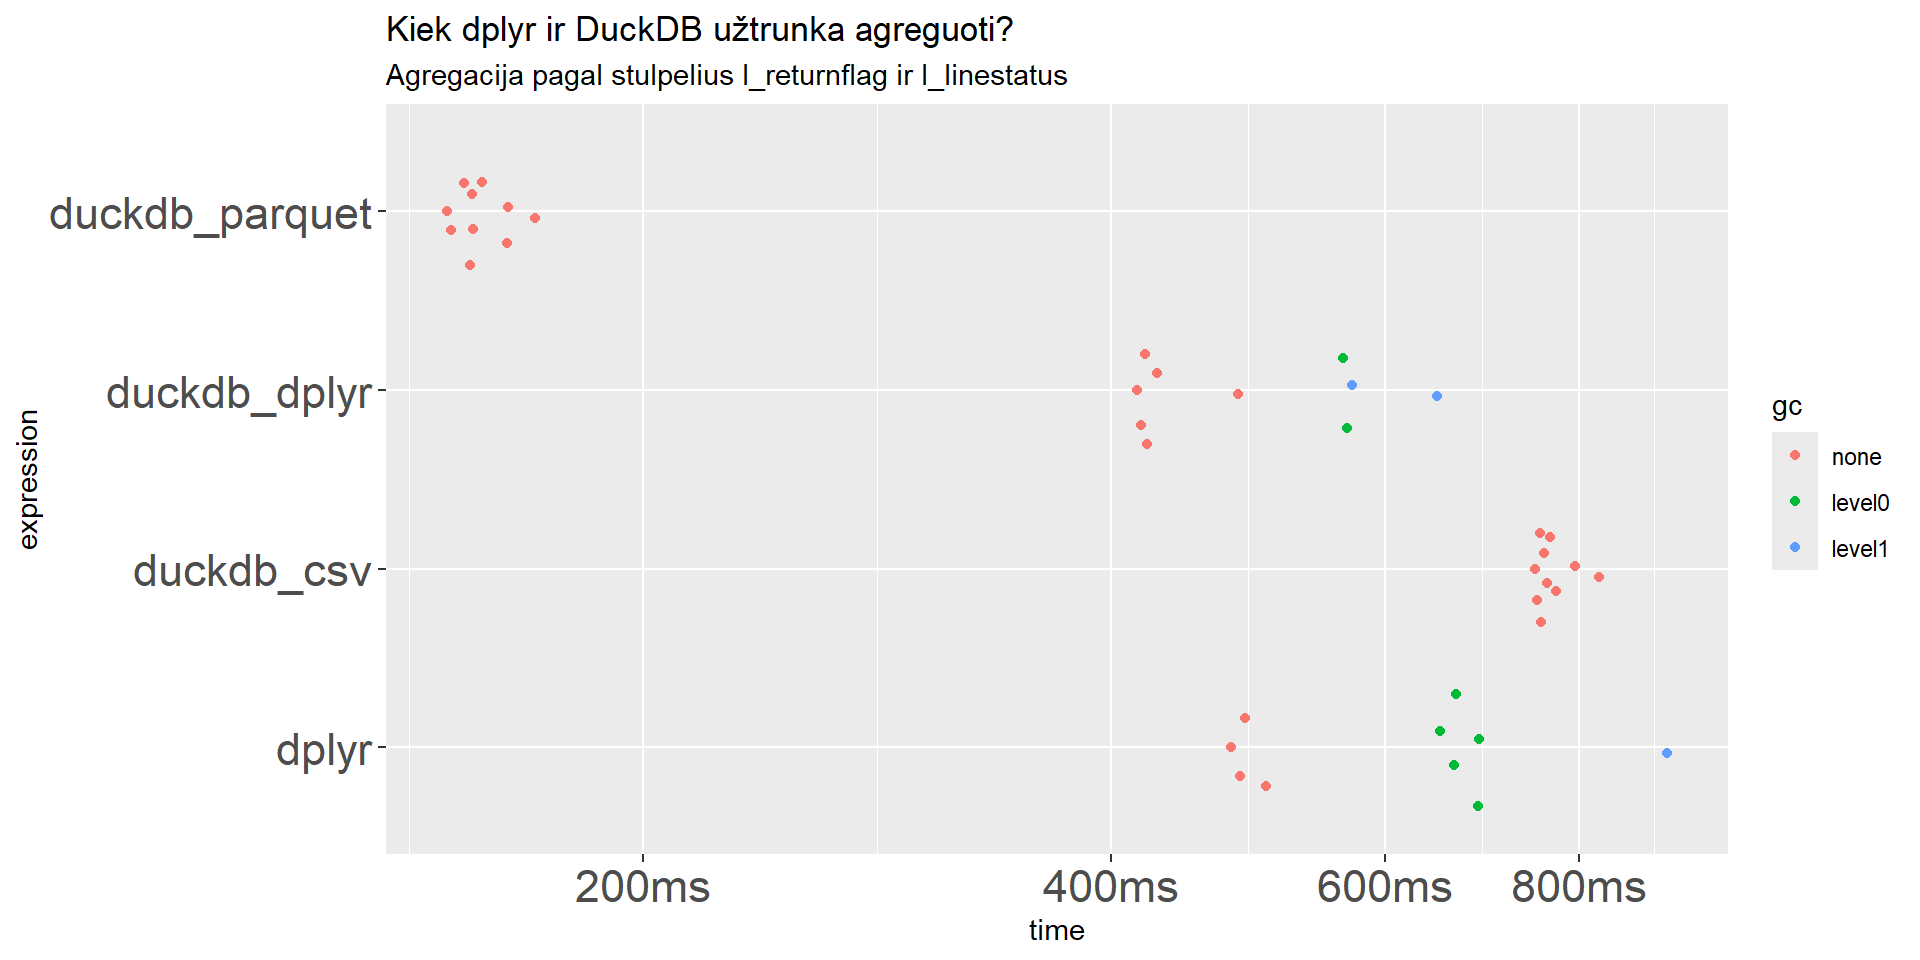 Kiek dplyr ir DuckDB užtrunka agreguoti?
Agregacija pagal stulpelius l_returnflag ir l_linestatus
expression
duckdb_parquet
duckdb_dplyr
duckdb_csv
dplyr
200ms
400ms
600ms
800ms
time
gc
none
level0
level1